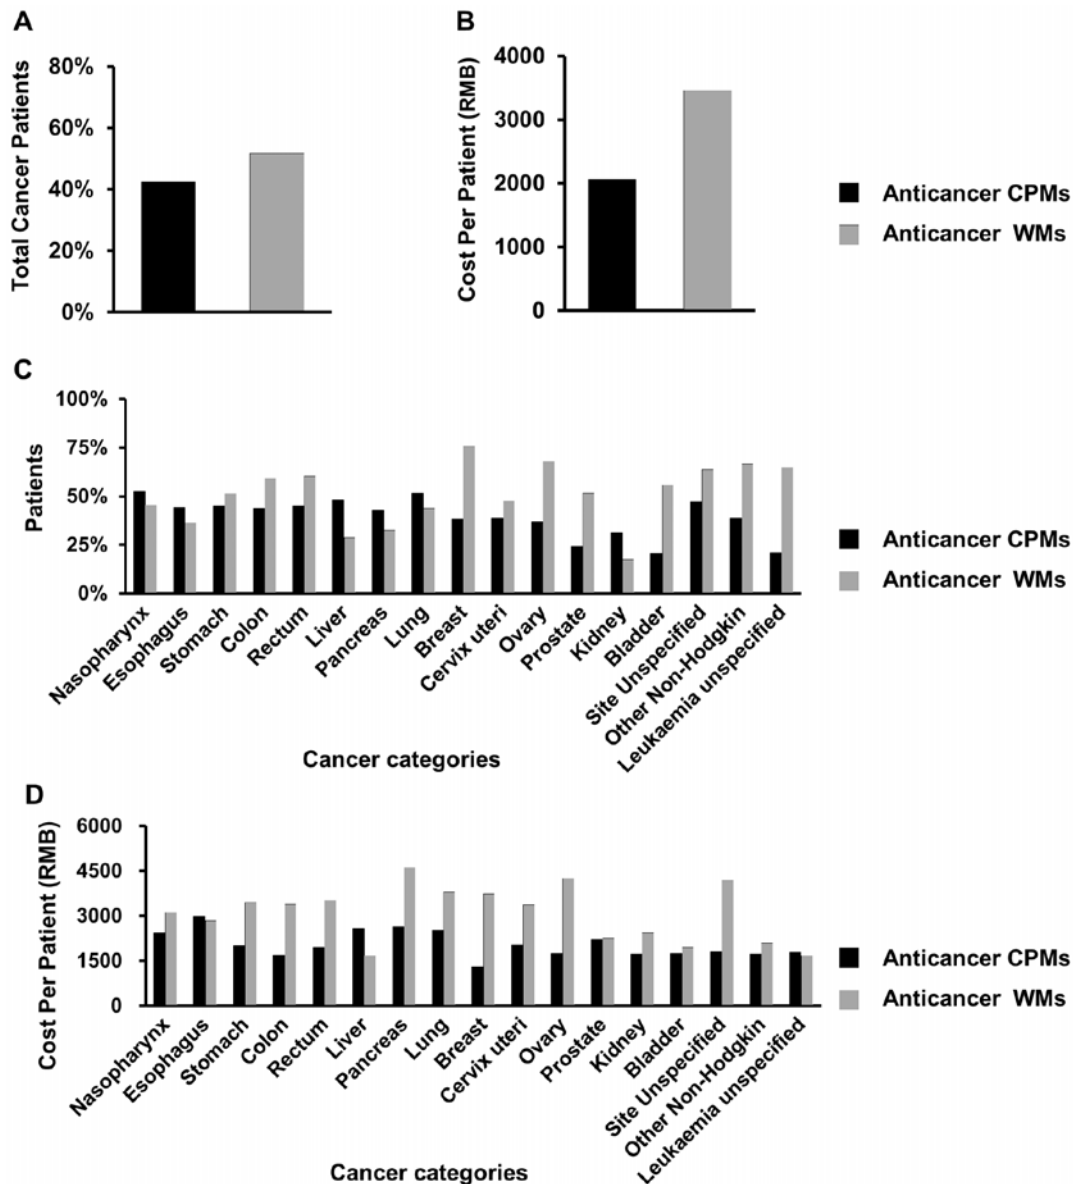 A
Total Cancer Patients
80%
60%
40%
20%
0%
B
Cost Per Patient (RMB)
4000
3000
2000
1000
0
Anticancer CPMs
Anticancer WMs
C
Patients
100%
75%
50%
25%
0%
Nasopharynx
Esophagus
Stomach
Colon
Rectum
Liver
Pancreas
Lung
Breast
Cervix uteri
Ovary
Prostate
Kidney
Bladder
Site Unspecified
Other Non-Hodgkin
Leukaemia unspecified
Cancer categories
Anticancer CPMs
Anticancer WMs
D
Cost Per Patient (RMB)
6000
4500
3000
1500
0
Nasopharynx
Esophagus
Stomach
Colon
Rectum
Liver
Pancreas
Lung
Breast
Cervix uteri
Ovary
Prostate
Kidney
Bladder
Site Unspecified
Other Non-Hodgkin
Leukaemia unspecified
Cancer categories
Anticancer CPMs
Anticancer WMs